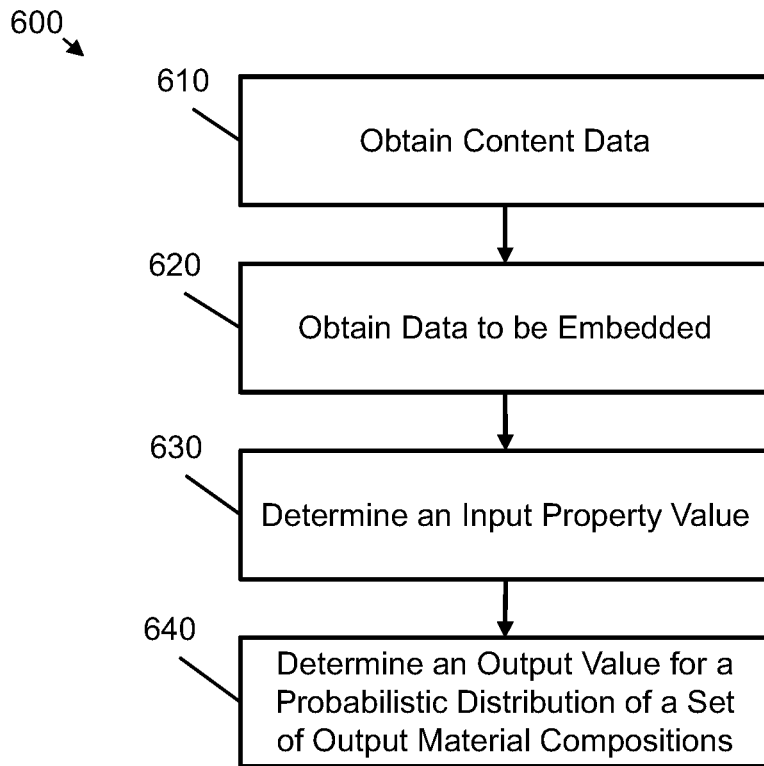 600
610
Obtain Content Data
620
Obtain Data to be Embedded
630
Determine an Input Property Value
640
Determine an Output Value for a
Probabilistic Distribution of a Set
of Output Material Compositions